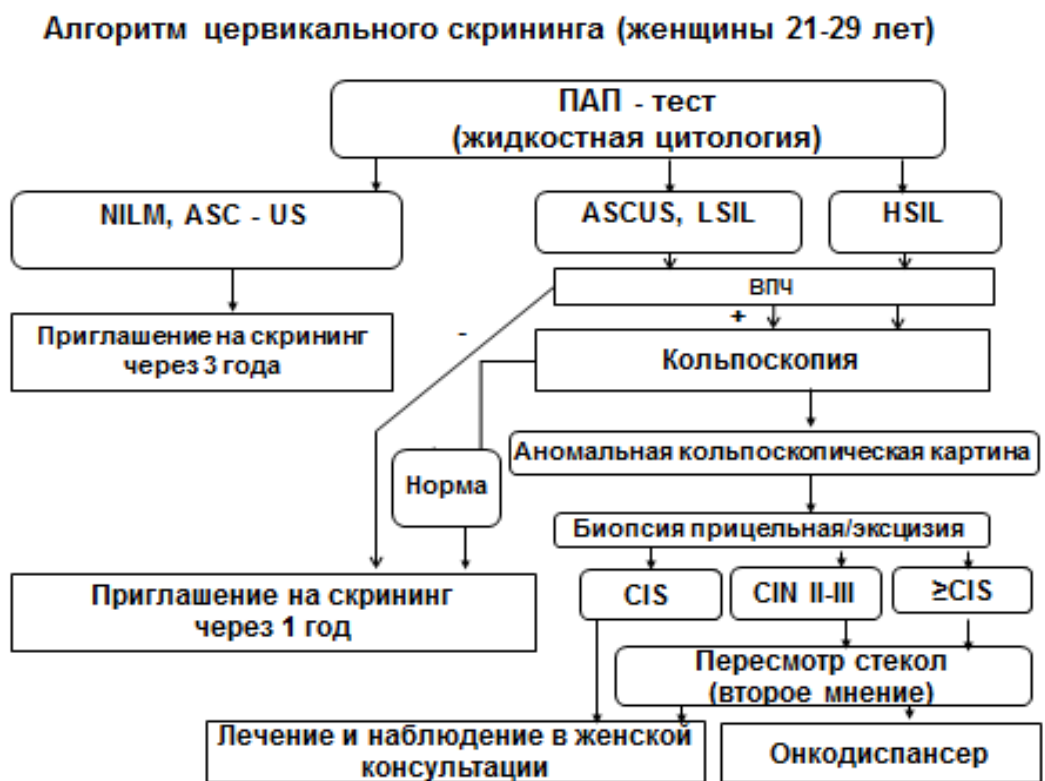 Алгоритм цервикального скрининга (женщины 21-29 лет)
ПАП - тест
(жидкостная цитология)
NILM, ASC - US
ASCUS, LSIL
HSIL
ВПЧ
-
+
Приглашение на скрининг
через 3 года
Кольпоскопия
Аномальная кольпоскопическая картина
Норма
Биопсия прицельная/эксцизия
Приглашение на скрининг
через 1 год
CIS
CIN II-III
≥CIS
Пересмотр стекол
(второе мнение)
Лечение и наблюдение в женской
консультации
Онкодиспансер